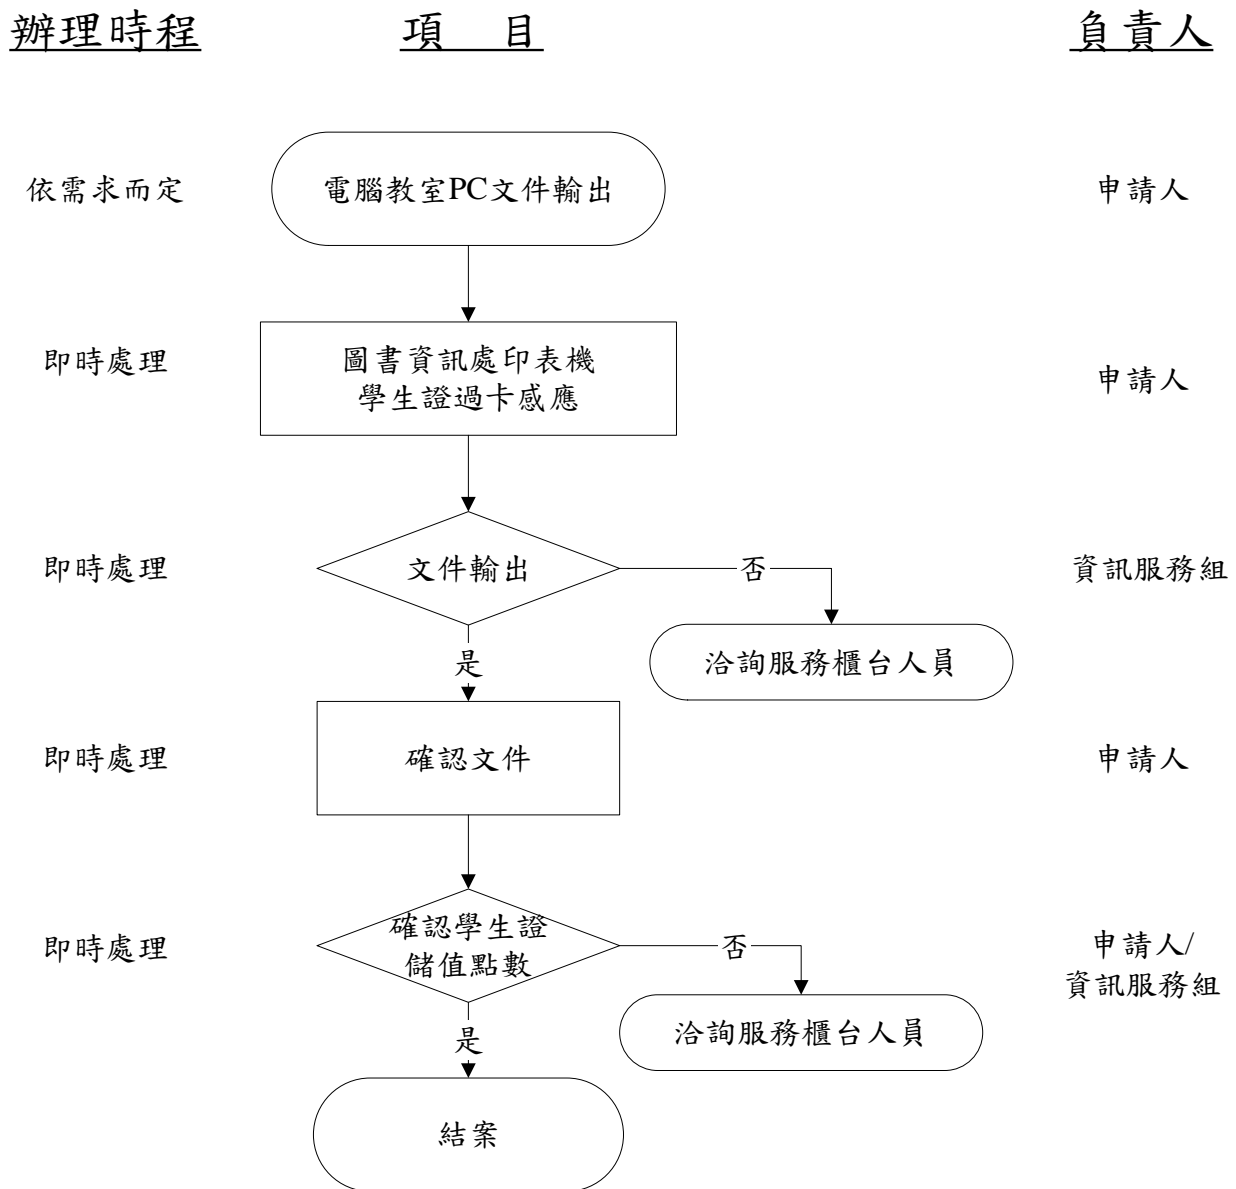 辦理時程
項 目
負責人
依需求而定
電腦教室PC文件輸出
申請人
即時處理
圖書資訊處印表機
學生證過卡感應
申請人
即時處理
文件輸出
否
資訊服務組
洽詢服務櫃台人員
是
即時處理
確認文件
申請人
即時處理
確認學生證
儲值點數
否
申請人/
資訊服務組
洽詢服務櫃台人員
是
結案